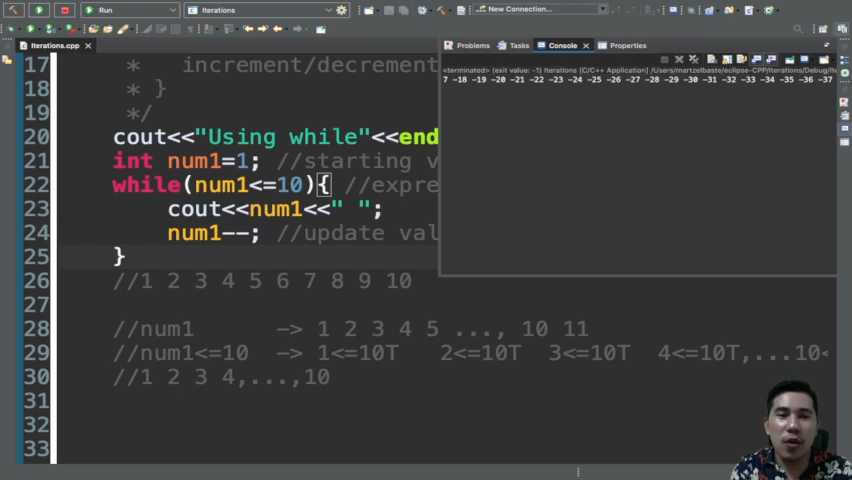 Run
Iterations
New Connection...
Iterations.cpp
Problems
Tasks
Console
Properties
<terminated> (exit value: -1) Iterations [C/C++ Application] /Users/martzelbaste/eclipse-CPP/Iterations/Debug/Ite
7 -18 -19 -20 -21 -22 -23 -24 -25 -26 -27 -28 -29 -30 -31 -32 -33 -34 -35 -36 -37
17 * increment/decrement
18 * }
19 */
20 cout<<"Using while"<<end
21 int num1=1; //starting v
22 while(num1<=10){ //expre
23 cout<<num1<<" ";
24 num1--; //update val
25 }
26 //1 2 3 4 5 6 7 8 9 10
27
28 //num1 -> 1 2 3 4 5 ..., 10 11
29 //num1<=10 -> 1<=10T 2<=10T 3<=10T 4<=10T,...10<
30 //1 2 3 4,...,10
31
32
33